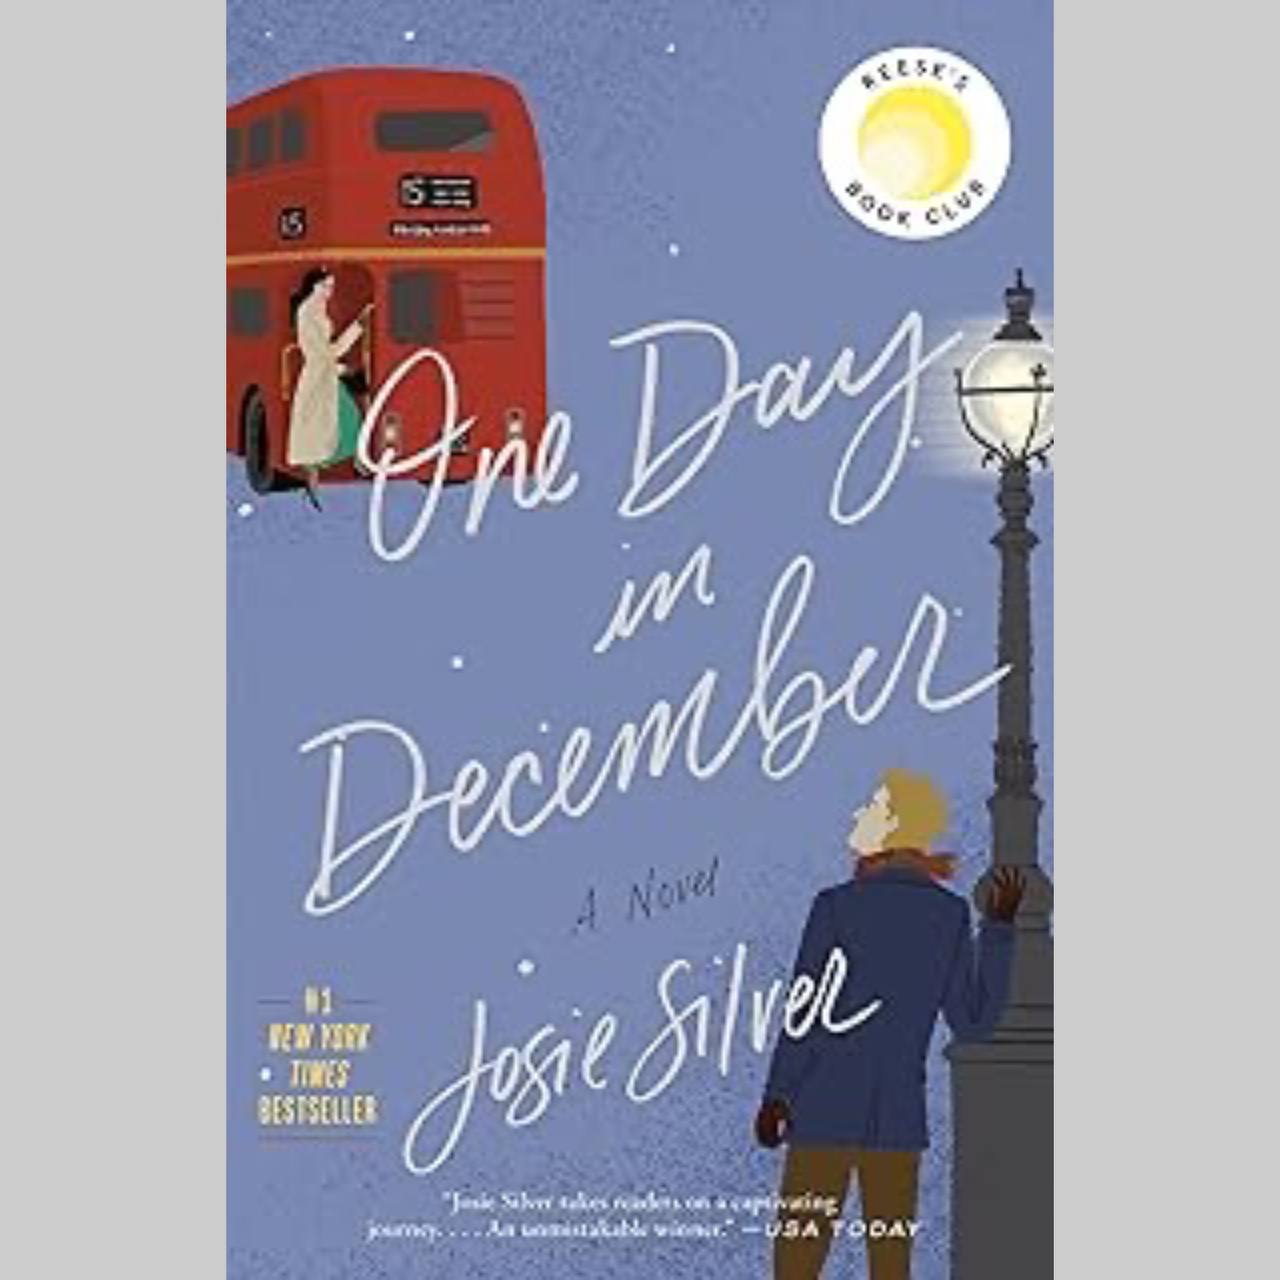 REESE'S
BOOK CLUB
15
15
One Day
in
December
A Novel
Josie Silver
#1
NEW YORK
TIMES
BESTSELLER
"Josie Silver takes readers on a captivating
journey. . . . An unmistakable winner." —USA TODAY